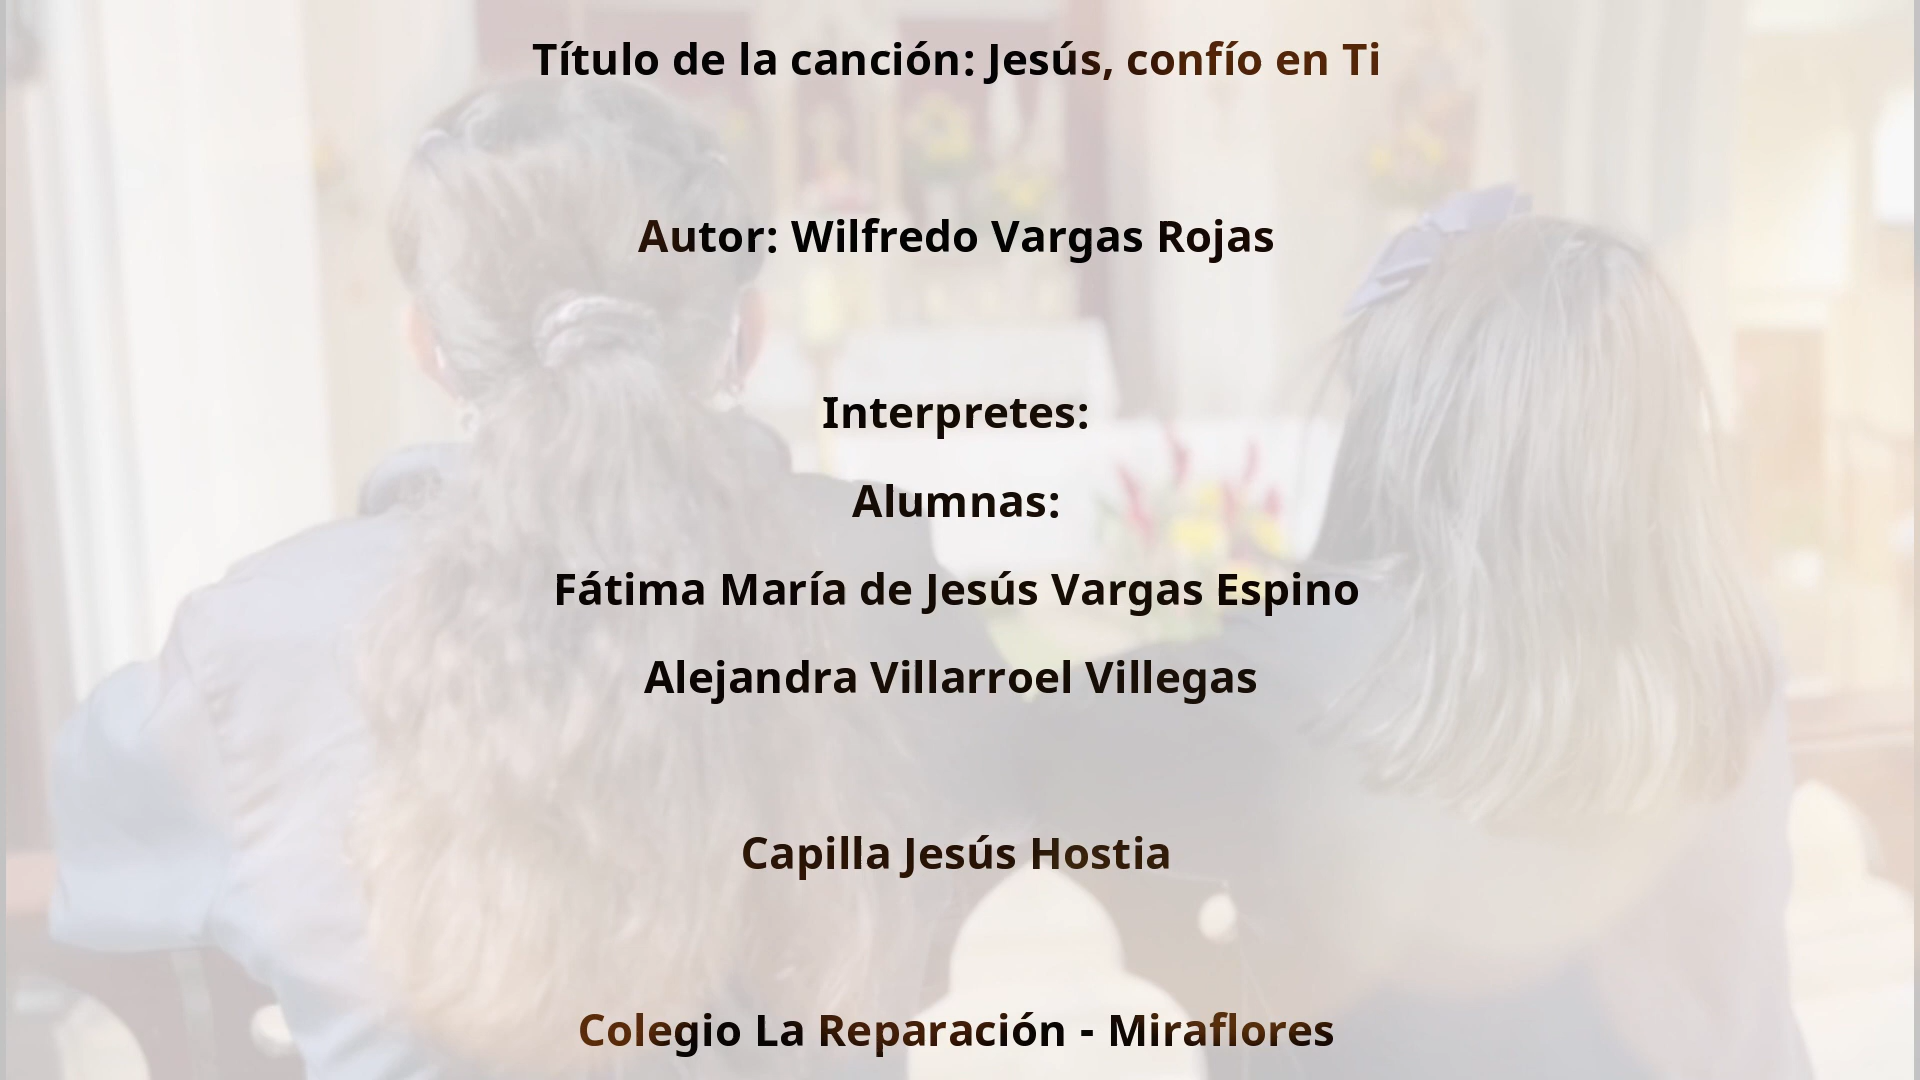 Título de la canción: Jesús, confío en Ti
Autor: Wilfredo Vargas Rojas
Interpretes:
Alumnas:
Fátima María de Jesús Vargas Espino
Alejandra Villarroel Villegas
Capilla Jesús Hostia
Colegio La Reparación - Miraflores